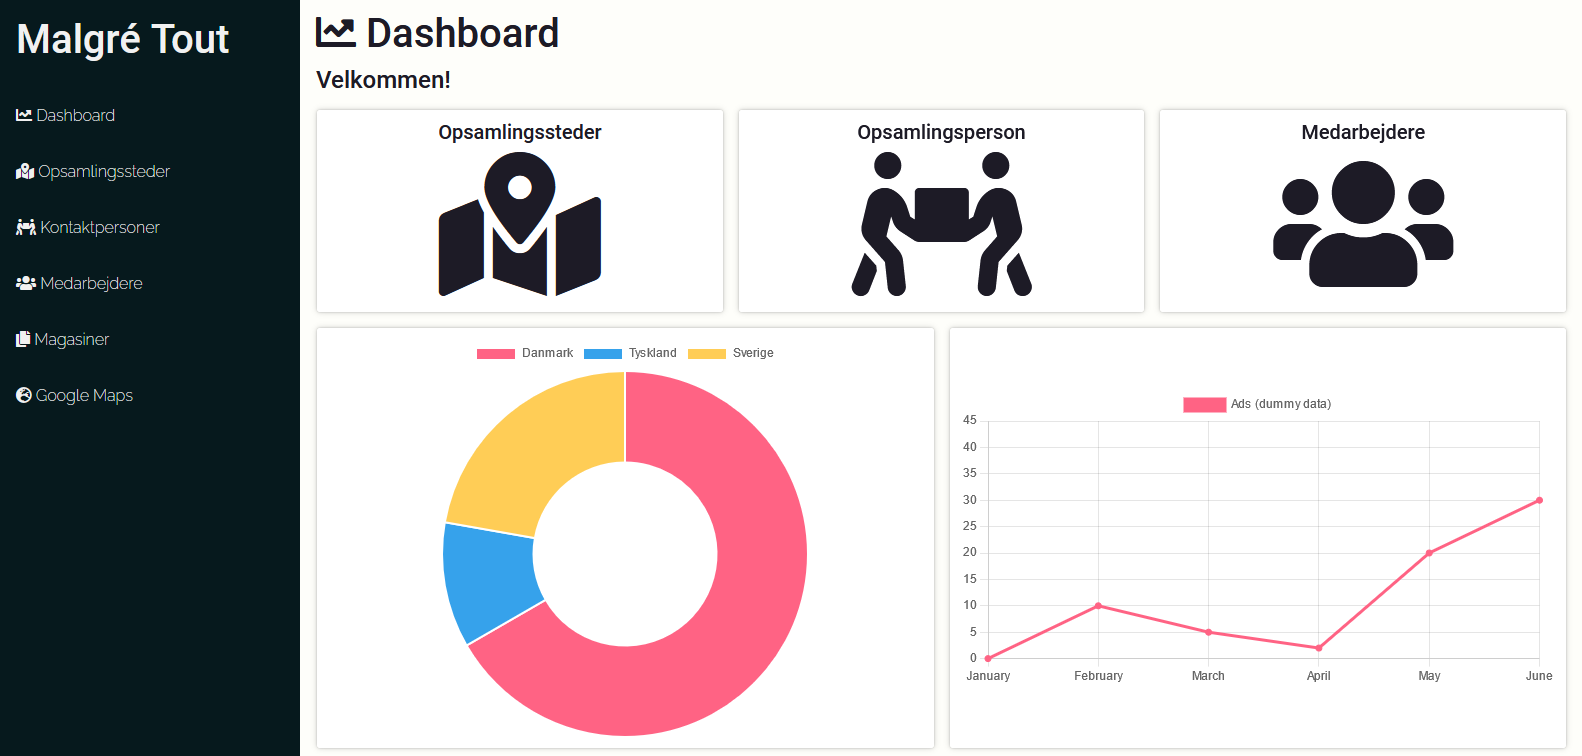 Malgré Tout
Dashboard
Opsamlingssteder
Kontaktpersoner
Medarbejdere
Magasiner
Google Maps
Dashboard
Velkommen!
Opsamlingssteder
Opsamlingsperson
Medarbejdere
Danmark Tyskland Sverige
Ads (dummy data)
45
40
35
30
25
20
15
10
5
0
January February March April May June